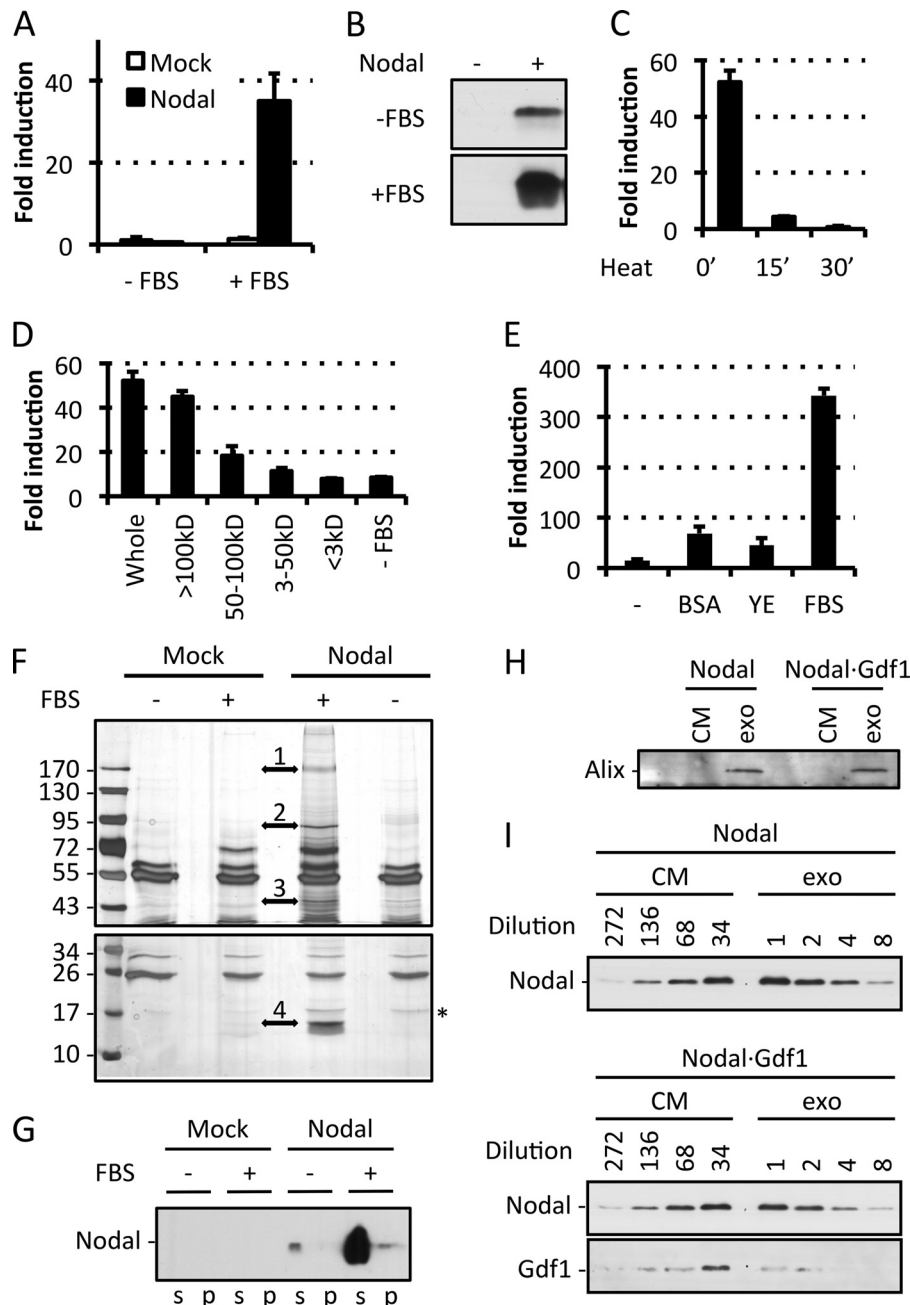 A
Fold induction
40
20
0
Mock
Nodal
- FBS + FBS
B
Nodal - +
-FBS
+FBS
C
Fold induction
60
40
20
0
Heat 0’ 15’ 30’
D
Fold induction
60
40
20
0
Whole
>100kD
50-100kD
3-50kD
<3kD
- FBS
E
Fold induction
400
300
200
100
0
- BSA YE FBS
F
Mock Nodal
FBS - + + -
170 -
130 -
95 -
72 -
55 -
43 -
34 -
26 -
17 -
10 -
1
2
3
4
*
G
Mock Nodal
FBS - + - +
Nodal -
s p s p s p s p
H
Nodal Nodal·Gdf1
CM exo CM exo
Alix -
I
Nodal
CM exo
Dilution 272 136 68 34 1 2 4 8
Nodal -
Nodal·Gdf1
CM exo
Dilution 272 136 68 34 1 2 4 8
Nodal -
Gdf1 -